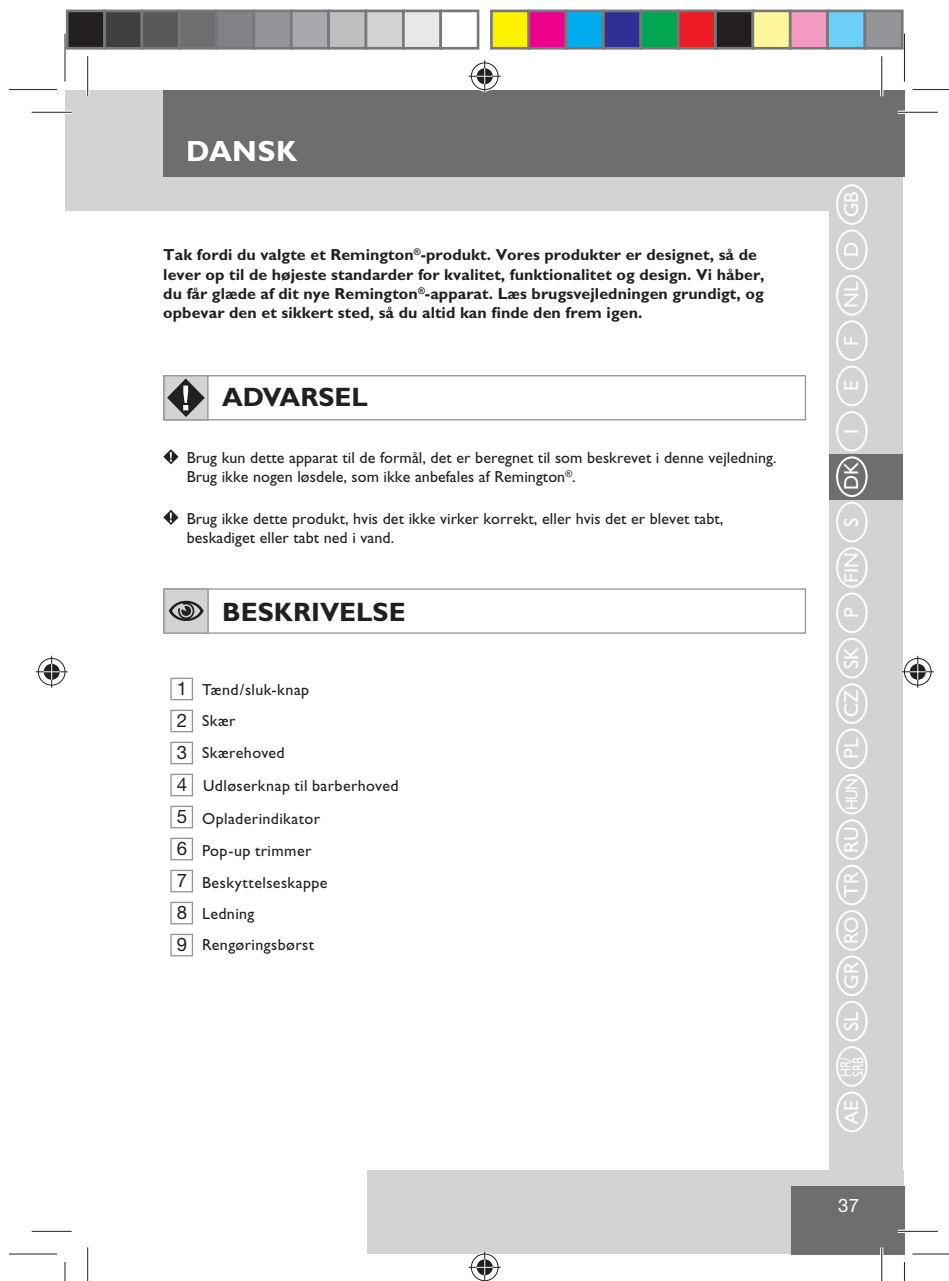 DANSK
Tak fordi du valgte et Remington®-produkt. Vores produkter er designet, så de
lever op til de højeste standarder for kvalitet, funktionalitet og design. Vi håber,
du får glæde af dit nye Remington®-apparat. Læs brugsvejledningen grundigt, og
opbevar den et sikkert sted, så du altid kan finde den frem igen.
ADVARSEL
Brug kun dette apparat til de formål, det er beregnet til som beskrevet i denne vejledning.
Brug ikke nogen løsdele, som ikke anbefales af Remington®.
Brug ikke dette produkt, hvis det ikke virker korrekt, eller hvis det er blevet tabt,
beskadiget eller tabt ned i vand.
BESKRIVELSE
1 Tænd/sluk-knap
2 Skær
3 Skærehoved
4 Udløserknap til barberhoved
5 Opladerindikator
6 Pop-up trimmer
7 Beskyttelseskappe
8 Ledning
9 Rengøringsbørst
GB
D
NL
F
E
I
DK
S
FIN
P
SK
CZ
PL
HUN
RU
TR
RO
GR
SL
HR/
SRB
AE
37